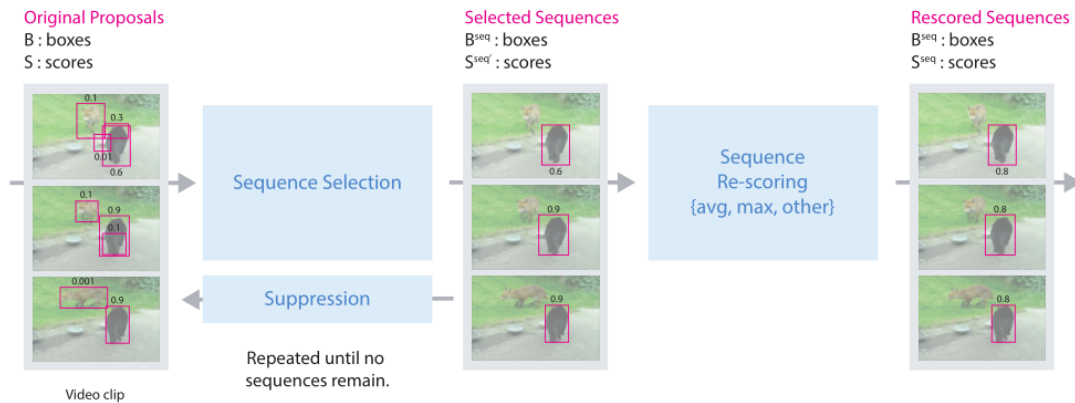 Original Proposals
B : boxes
S : scores
0.1
0.3
0.01
0.6
0.1
0.9
0.1
0.001
0.9
Video clip
Sequence Selection
Suppression
Repeated until no
sequences remain.
Selected Sequences
B^seq : boxes
S^seq' : scores
0.6
0.9
0.9
Sequence
Re-scoring
{avg, max, other}
Rescored Sequences
B^seq : boxes
S^seq : scores
0.8
0.8
0.8